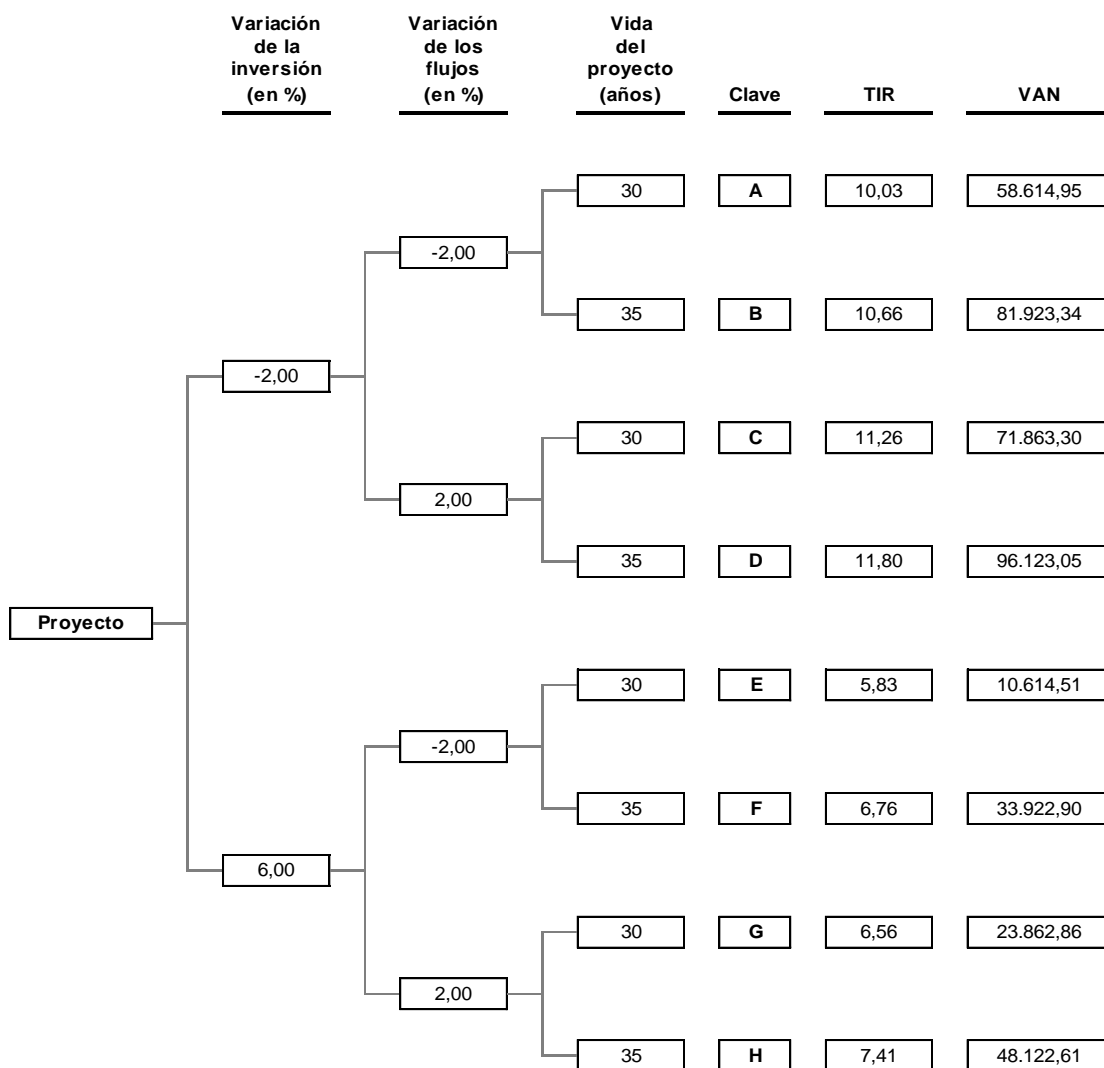 Variación de la inversión (en %)
Variación de los flujos (en %)
Vida del proyecto (años)
Clave
TIR
VAN
30 A 10,03 58.614,95
-2,00
35 B 10,66 81.923,34
-2,00
30 C 11,26 71.863,30
2,00
35 D 11,80 96.123,05
Proyecto
30 E 5,83 10.614,51
-2,00
35 F 6,76 33.922,90
6,00
30 G 6,56 23.862,86
2,00
35 H 7,41 48.122,61